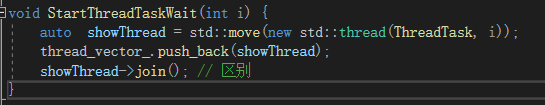 void StartThreadTaskWait(int i) {
auto showThread = std::move(new std::thread(ThreadTask, i));
thread_vector_.push_back(showThread);
showThread->join(); // 区别
}